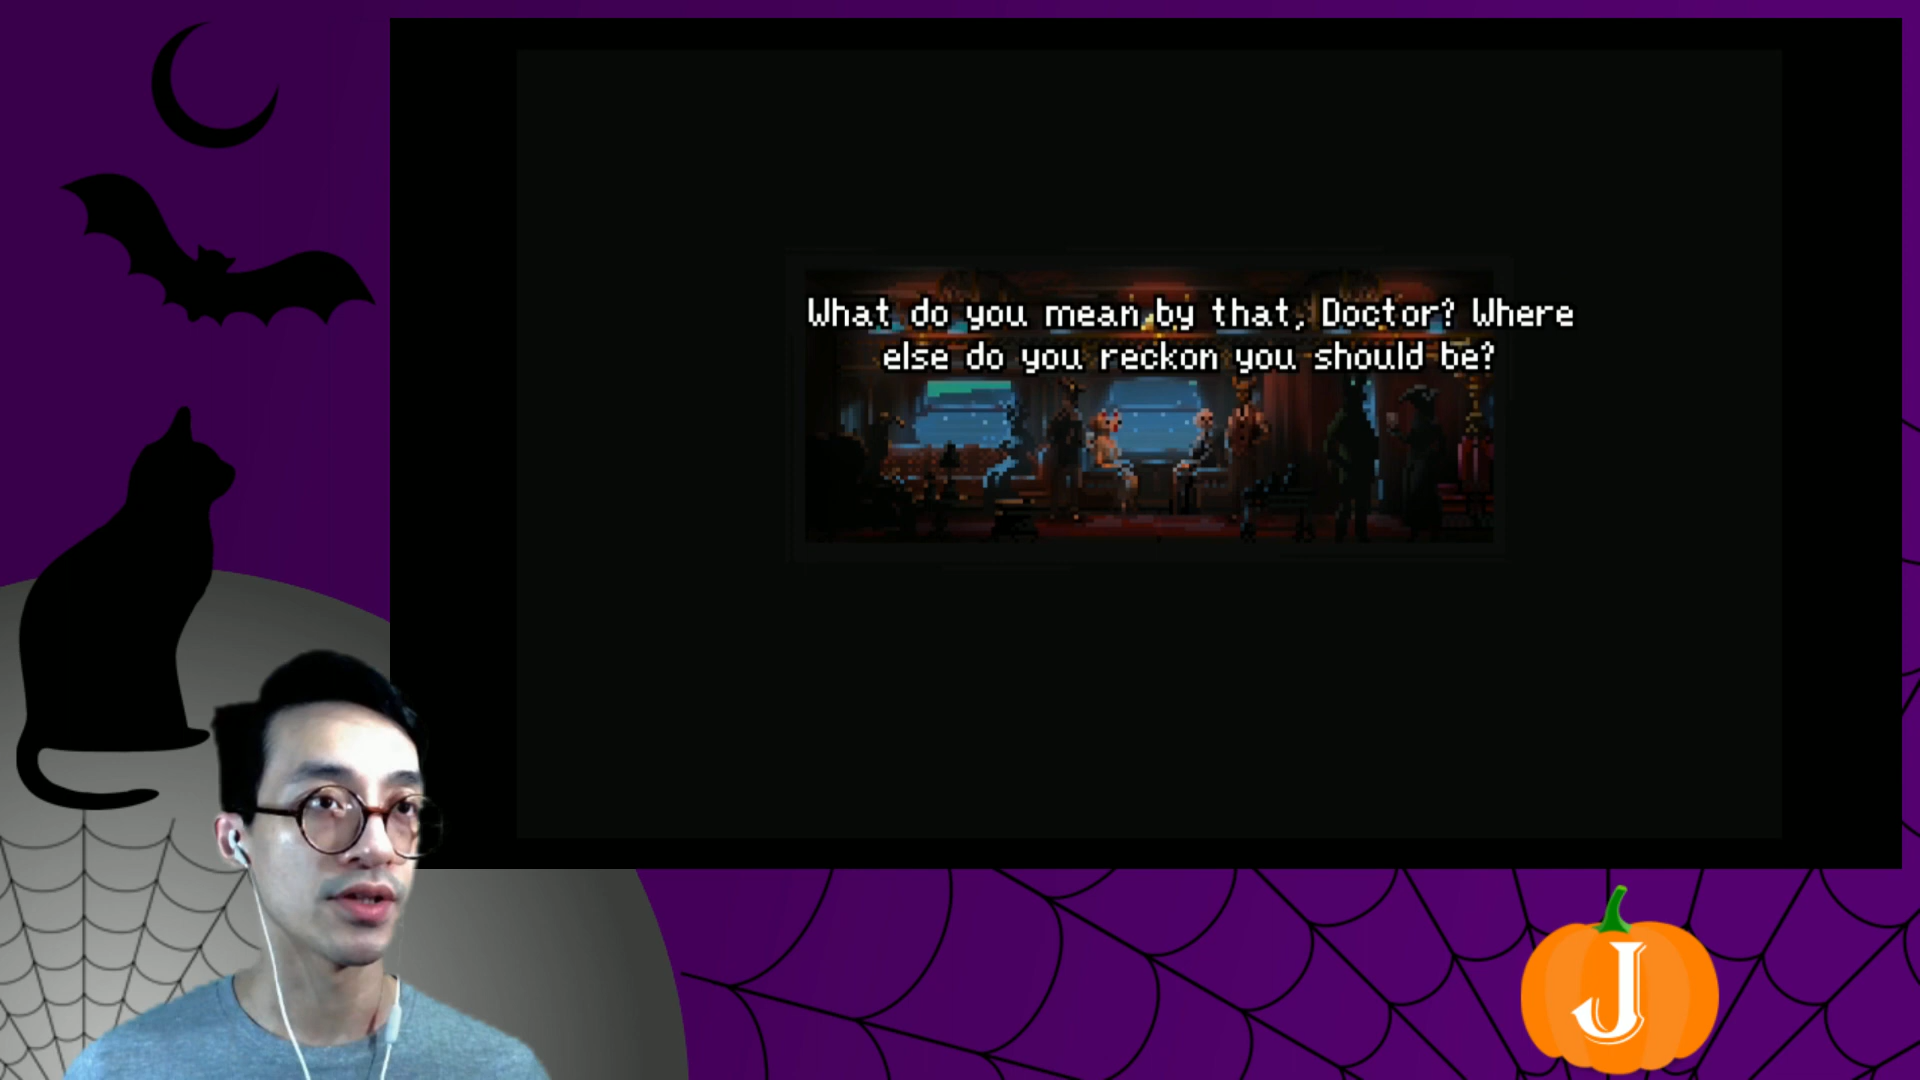 What do you mean by that, Doctor? Where
else do you reckon you should be?
J